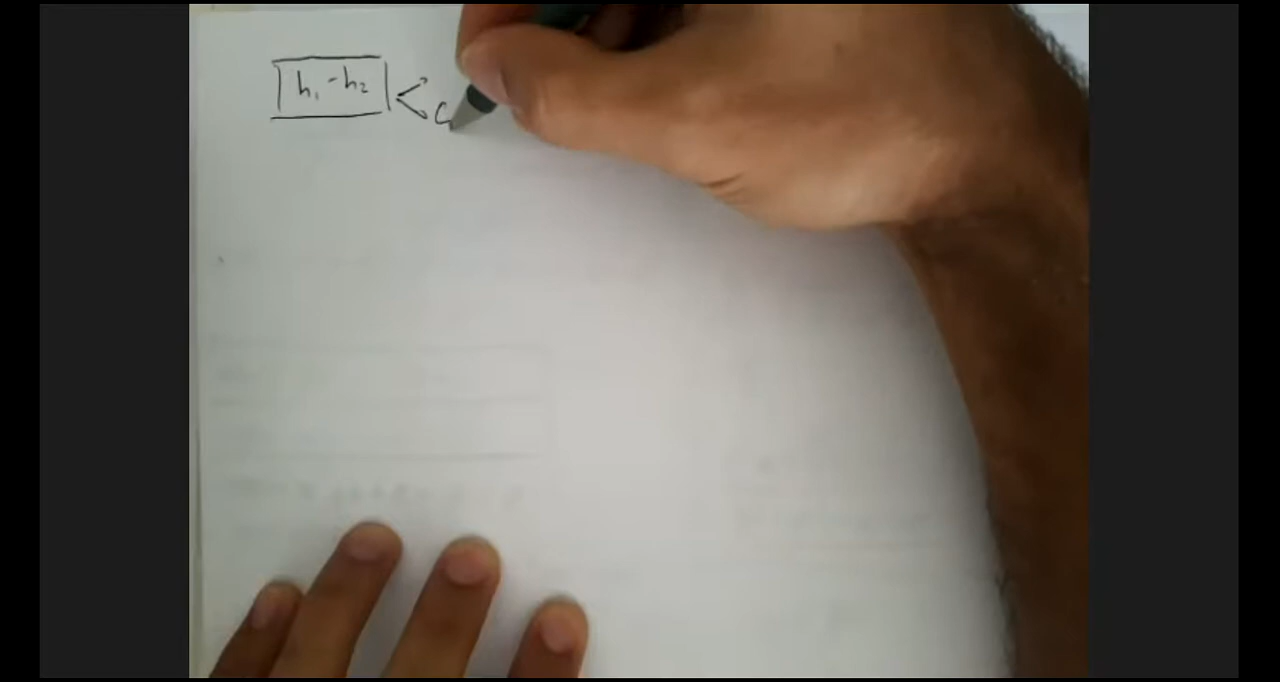 h₁ - h₂